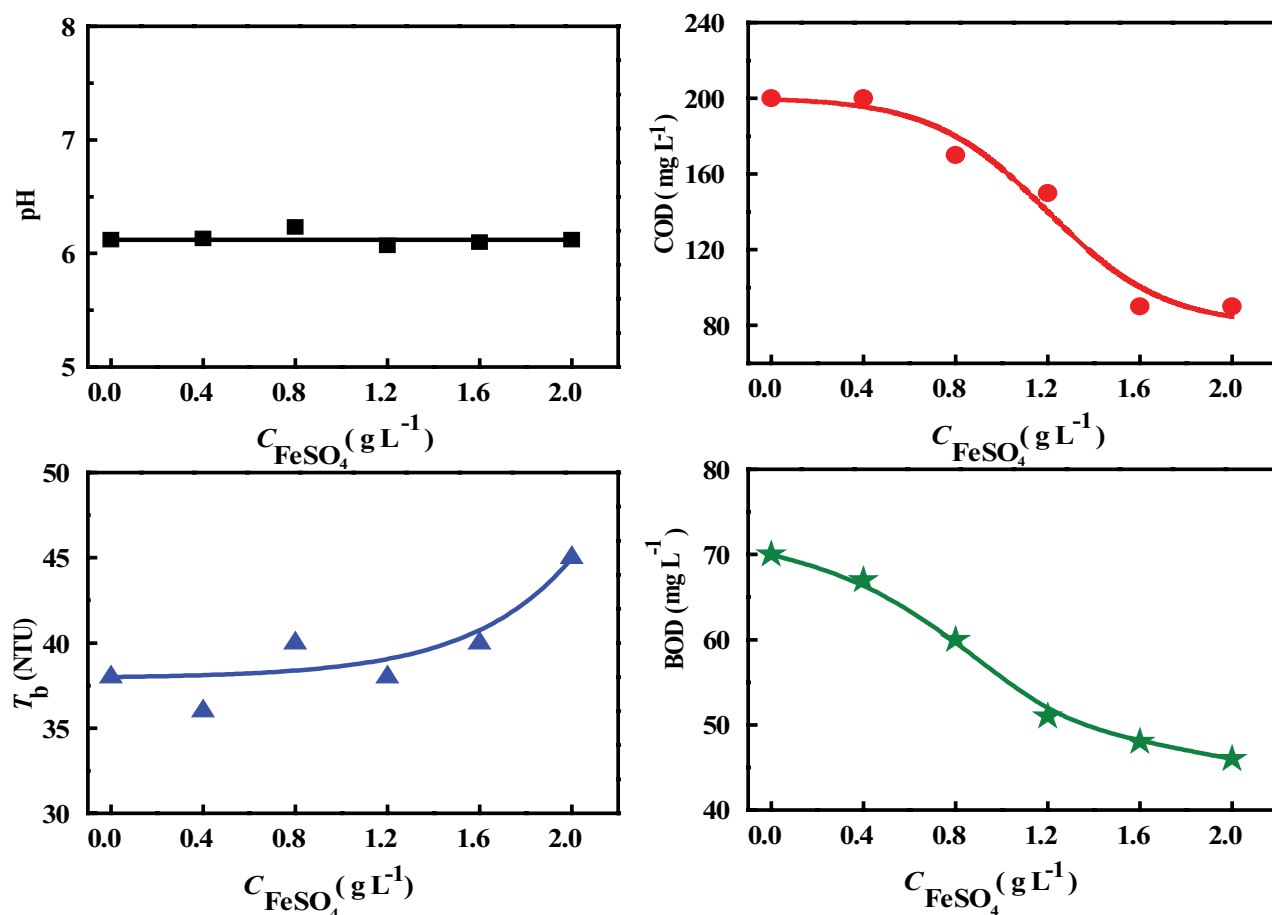 8
7
6
5
pH
0.0 0.4 0.8 1.2 1.6 2.0
C FeSO4 ( g L-1)
240
200
160
120
80
COD ( mg L-1)
0.0 0.4 0.8 1.2 1.6 2.0
C FeSO4 ( g L-1)
50
45
40
35
30
Tb (NTU)
0.0 0.4 0.8 1.2 1.6 2.0
C FeSO4 ( g L-1)
80
70
60
50
40
BOD (mg L-1)
0.0 0.4 0.8 1.2 1.6 2.0
C FeSO4 ( g L-1)